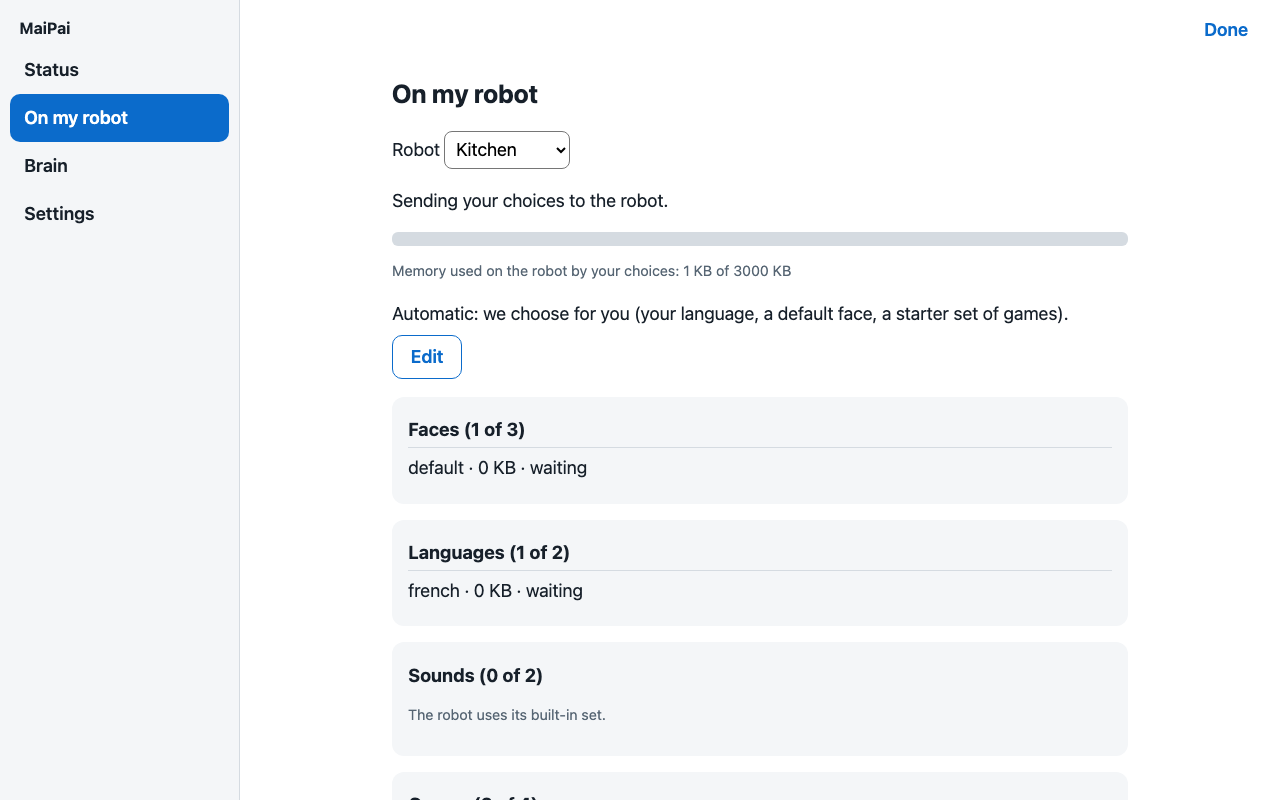 MaiPai
Status
On my robot
Brain
Settings
Done
On my robot
Robot Kitchen
Sending your choices to the robot.
Memory used on the robot by your choices: 1 KB of 3000 KB
Automatic: we choose for you (your language, a default face, a starter set of games).
Edit
Faces (1 of 3)
default · 0 KB · waiting
Languages (1 of 2)
french · 0 KB · waiting
Sounds (0 of 2)
The robot uses its built-in set.